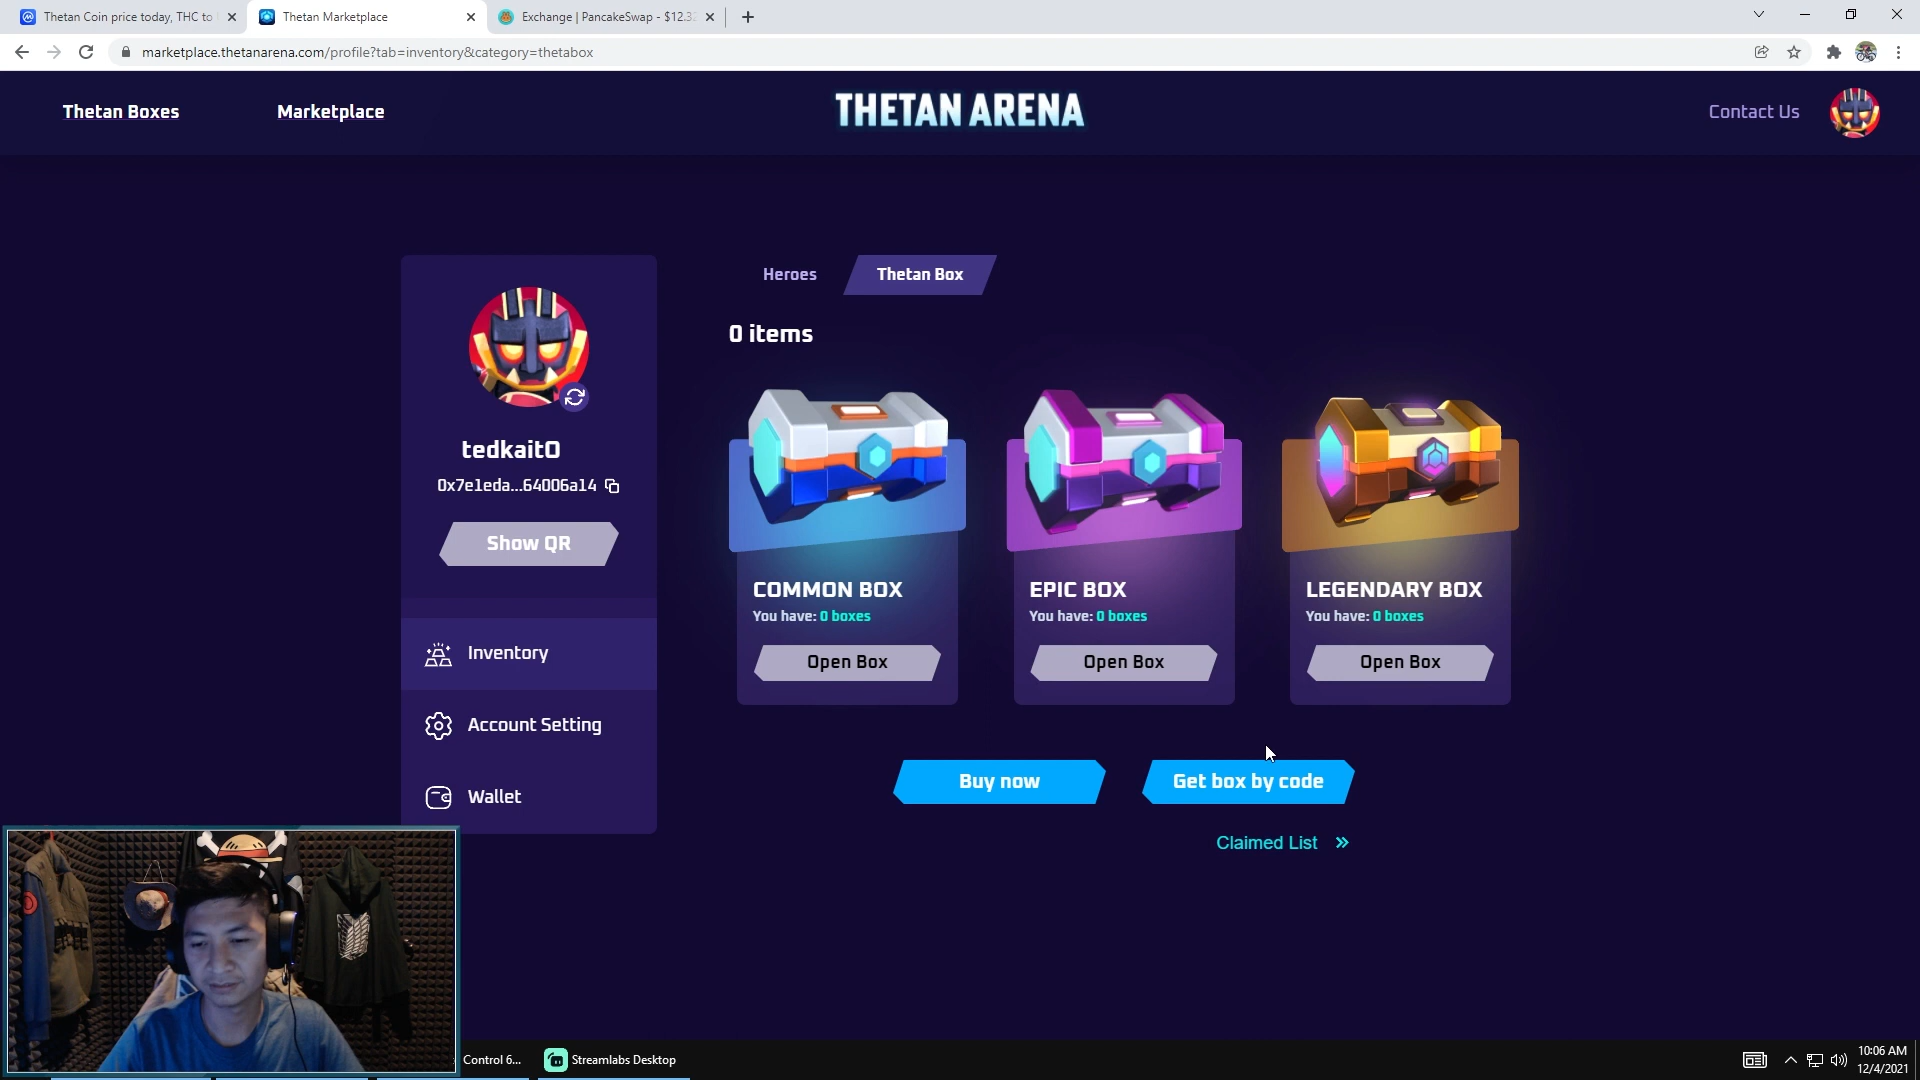 Thetan Coin price today, THC to
Thetan Marketplace
Exchange | PancakeSwap - $12.32
marketplace.thetanarena.com/profile?tab=inventory&category=thetabox
Thetan Boxes
Marketplace
THETAN ARENA
Contact Us
Heroes
Thetan Box
0 items
tedkait0
0x7e1eda...64006a14
Show QR
Inventory
Account Setting
Wallet
COMMON BOX
You have: 0 boxes
Open Box
EPIC BOX
You have: 0 boxes
Open Box
LEGENDARY BOX
You have: 0 boxes
Open Box
Buy now
Get box by code
Claimed List »
Control 6...
Streamlabs Desktop
10:06 AM
12/4/2021